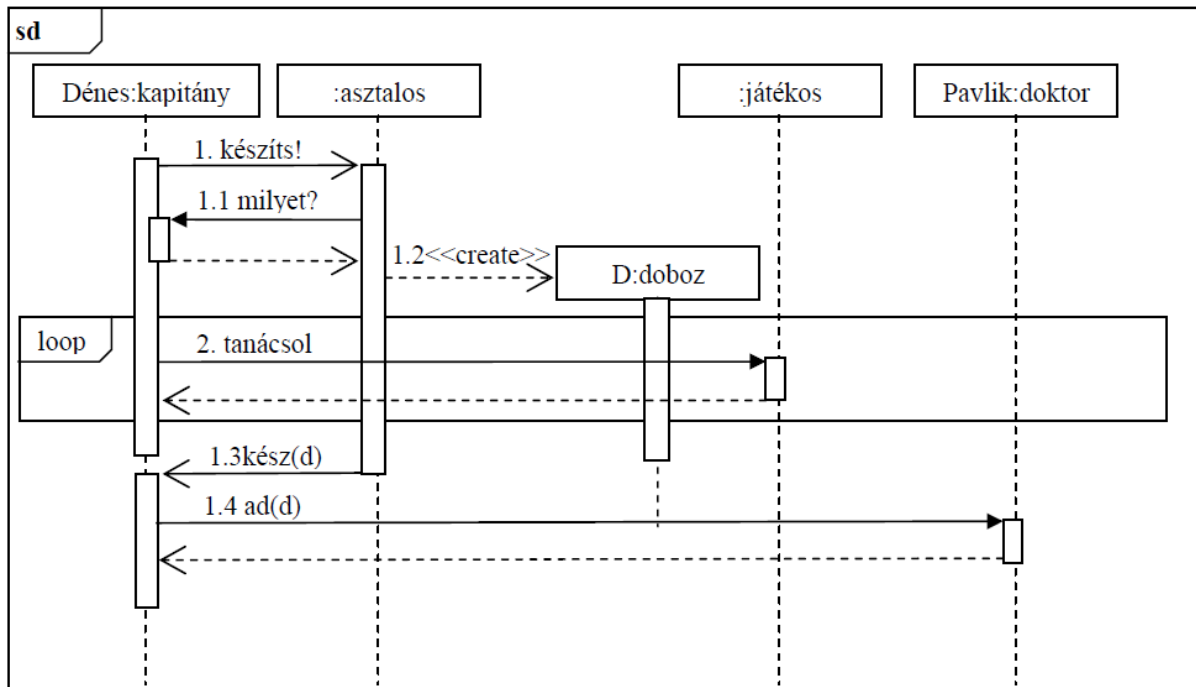 sd
Dénes:kapitány
:asztalos
:játékos
Pavlik:doktor
1. készíts!
1.1 milyet?
1.2<<create>>
D:doboz
loop
2. tanácsol
1.3kész(d)
1.4 ad(d)